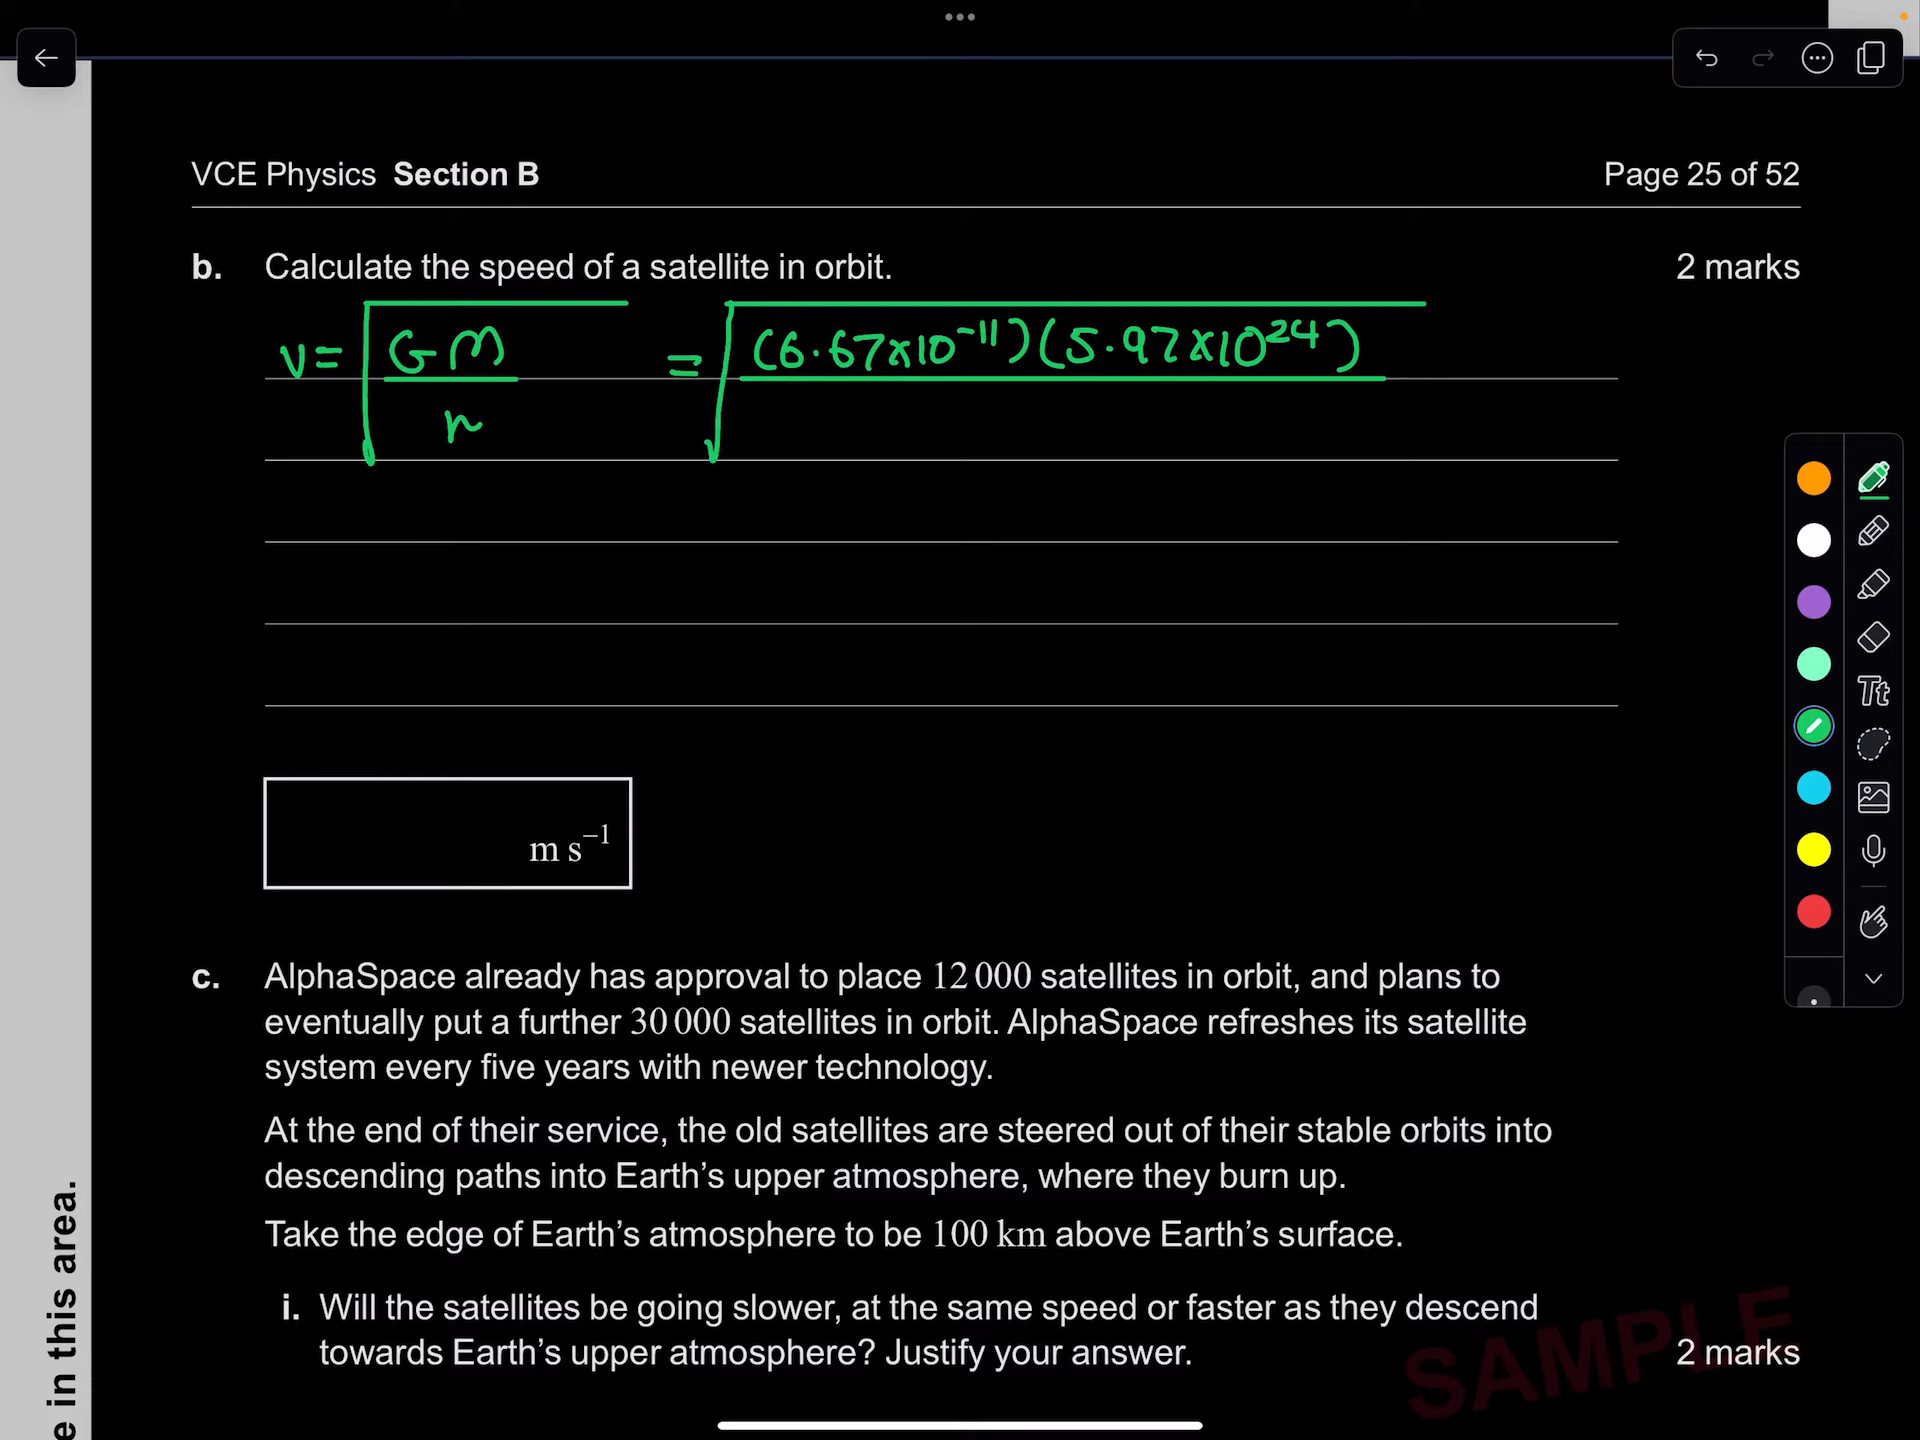 VCE Physics Section B
Page 25 of 52
b. Calculate the speed of a satellite in orbit. 2 marks
v = √(GM / r) = √((6.67×10⁻¹¹)(5.97×10²⁴) / )
m s⁻¹
c. AlphaSpace already has approval to place 12 000 satellites in orbit, and plans to
eventually put a further 30 000 satellites in orbit. AlphaSpace refreshes its satellite
system every five years with newer technology.
At the end of their service, the old satellites are steered out of their stable orbits into
descending paths into Earth's upper atmosphere, where they burn up.
Take the edge of Earth's atmosphere to be 100 km above Earth's surface.
i. Will the satellites be going slower, at the same speed or faster as they descend
towards Earth's upper atmosphere? Justify your answer. 2 marks
SAMPLE
e in this area.
Tt